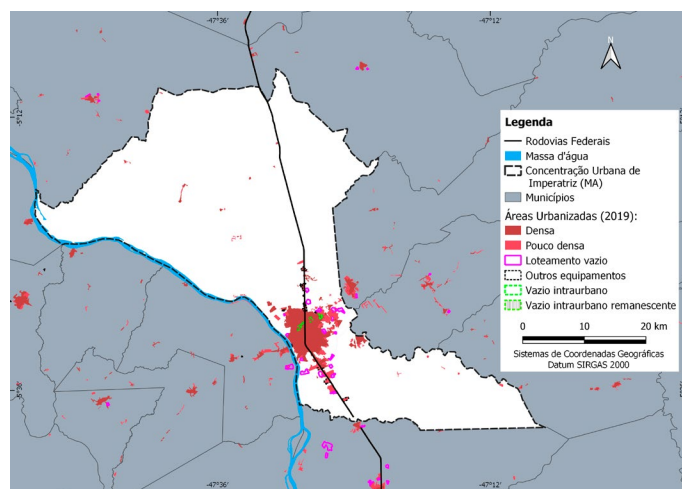 -47°36'
-47°12'
N
-5°12'
-5°12'
Legenda
Rodovias Federais
Massa d'água
Concentração Urbana de
Imperatriz (MA)
Municípios
Áreas Urbanizadas (2019):
Densa
Pouco densa
Loteamento vazio
Outros equipamentos
Vazio intraurbano
Vazio intraurbano remanescente
0 10 20 km
Sistemas de Coordenadas Geográficas
Datum SIRGAS 2000
-5°36'
-47°36'
-47°12'